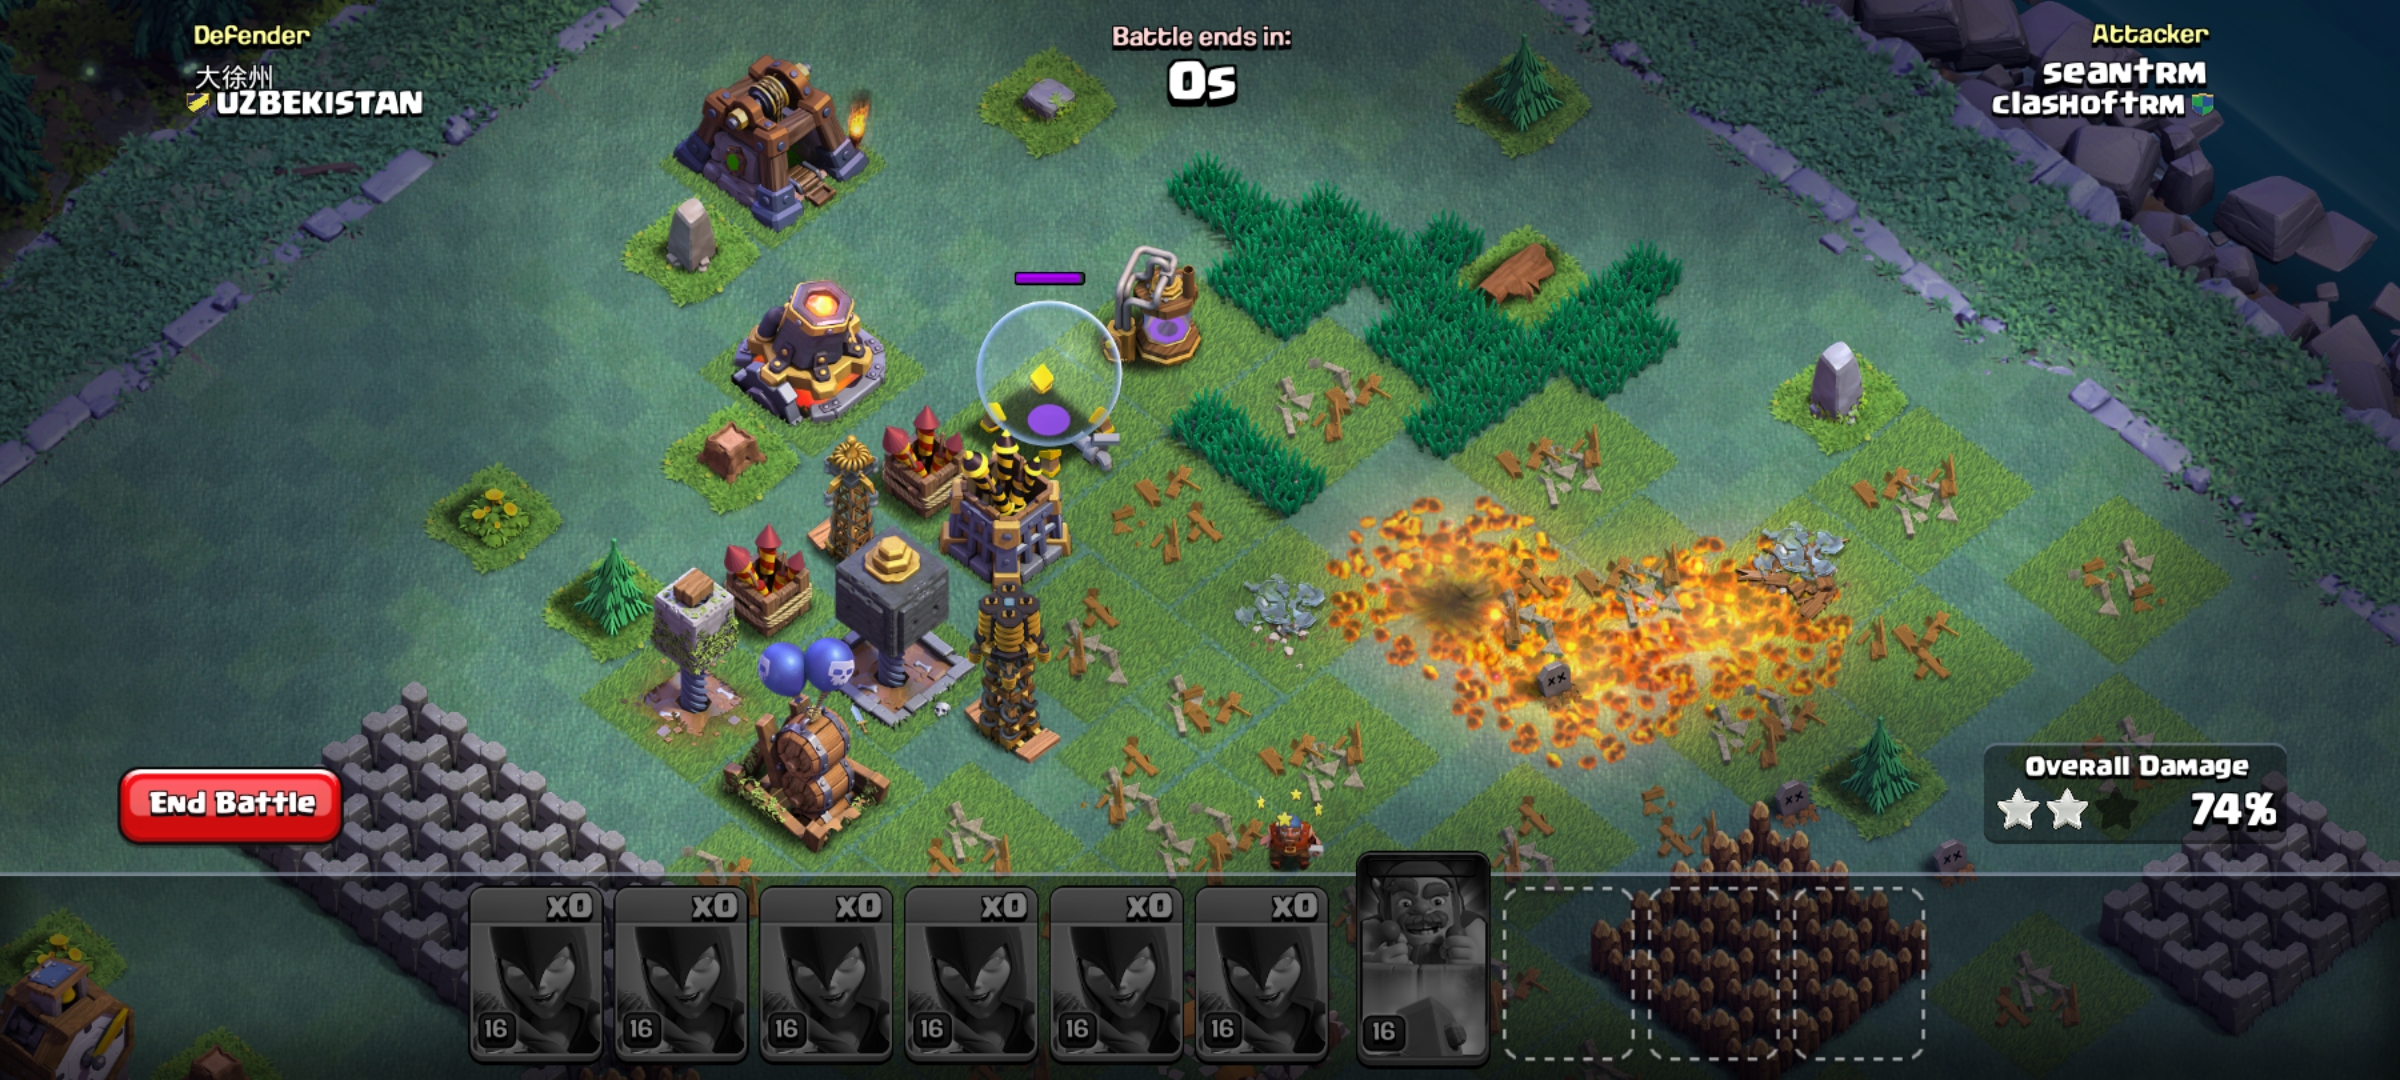 Defender
大徐州
UZBEKISTAN
Battle ends in:
0s
Attacker
seanTRM
clashofTRM
End Battle
Overall Damage
74%
x0
x0
x0
x0
x0
x0
16
16
16
16
16
16
16